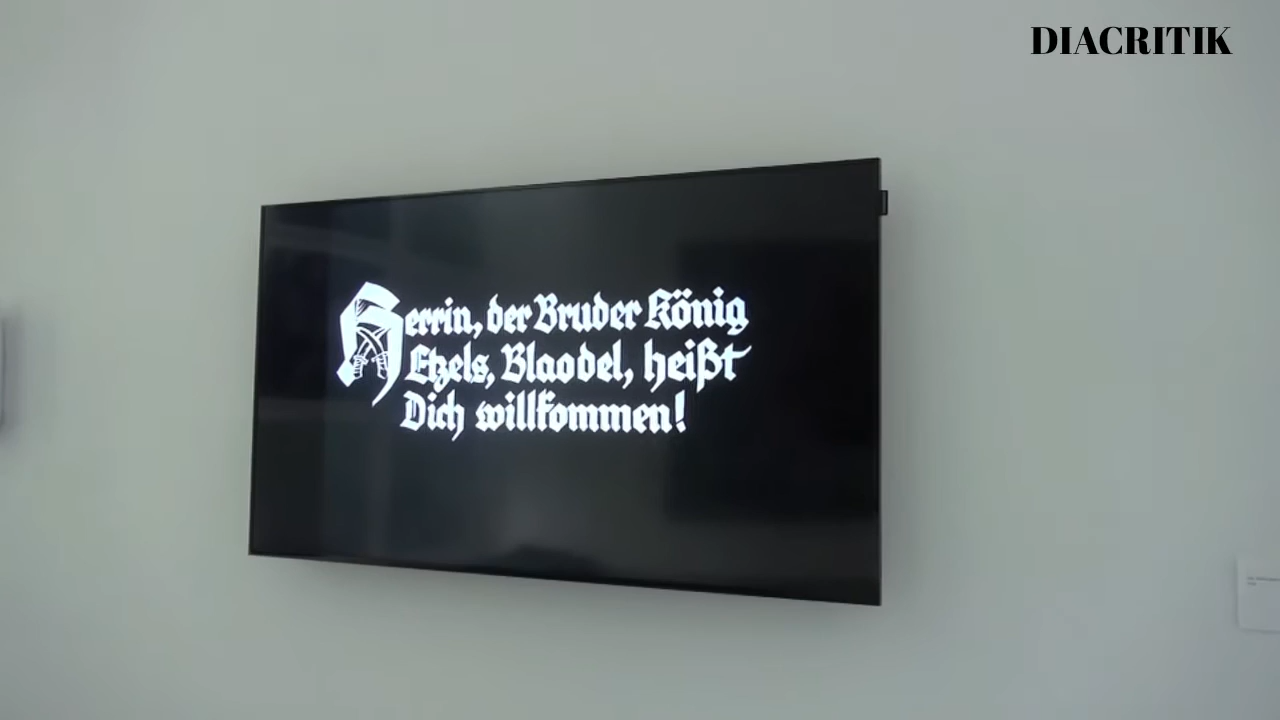 DIACRITIK
Herrin, der Bruder König
Etzels, Blaodel, heißt
Dich willkommen!